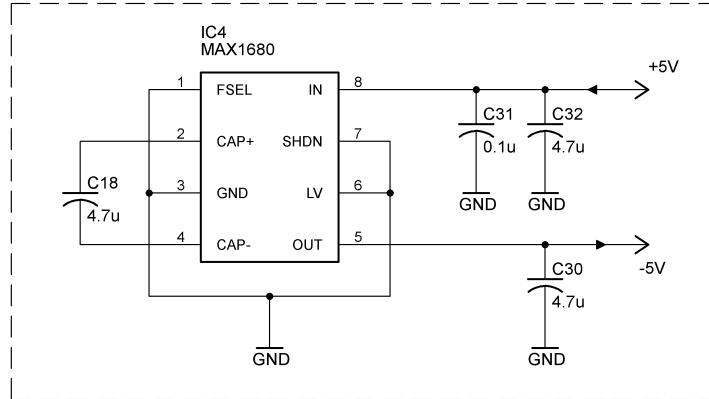 IC4
MAX1680
1 FSEL IN 8
+5V
2 CAP+ SHDN 7
C31
0.1u
C32
4.7u
C18
4.7u
3 GND LV 6
GND
GND
4 CAP- OUT 5
-5V
C30
4.7u
GND
GND